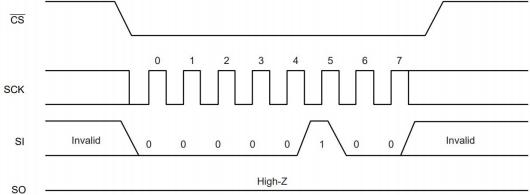 CS
0 1 2 3 4 5 6 7
SCK
SI Invalid 0 0 0 0 0 1 0 0 Invalid
High-Z
SO